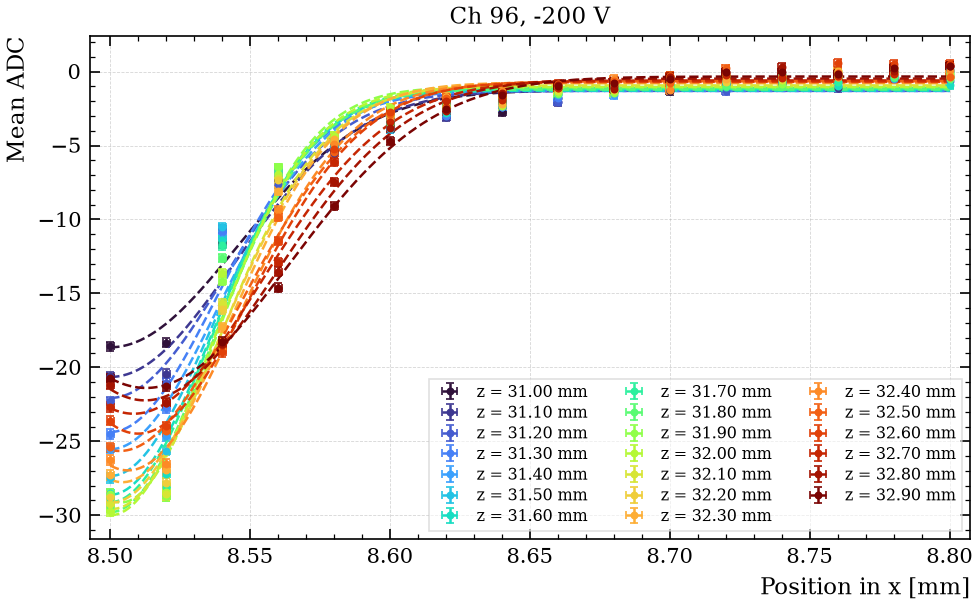 Ch 96, -200 V
Mean ADC
0
−5
−10
−15
−20
−25
−30
8.50 8.55 8.60 8.65 8.70 8.75 8.80
Position in x [mm]
z = 31.00 mm
z = 31.10 mm
z = 31.20 mm
z = 31.30 mm
z = 31.40 mm
z = 31.50 mm
z = 31.60 mm
z = 31.70 mm
z = 31.80 mm
z = 31.90 mm
z = 32.00 mm
z = 32.10 mm
z = 32.20 mm
z = 32.30 mm
z = 32.40 mm
z = 32.50 mm
z = 32.60 mm
z = 32.70 mm
z = 32.80 mm
z = 32.90 mm